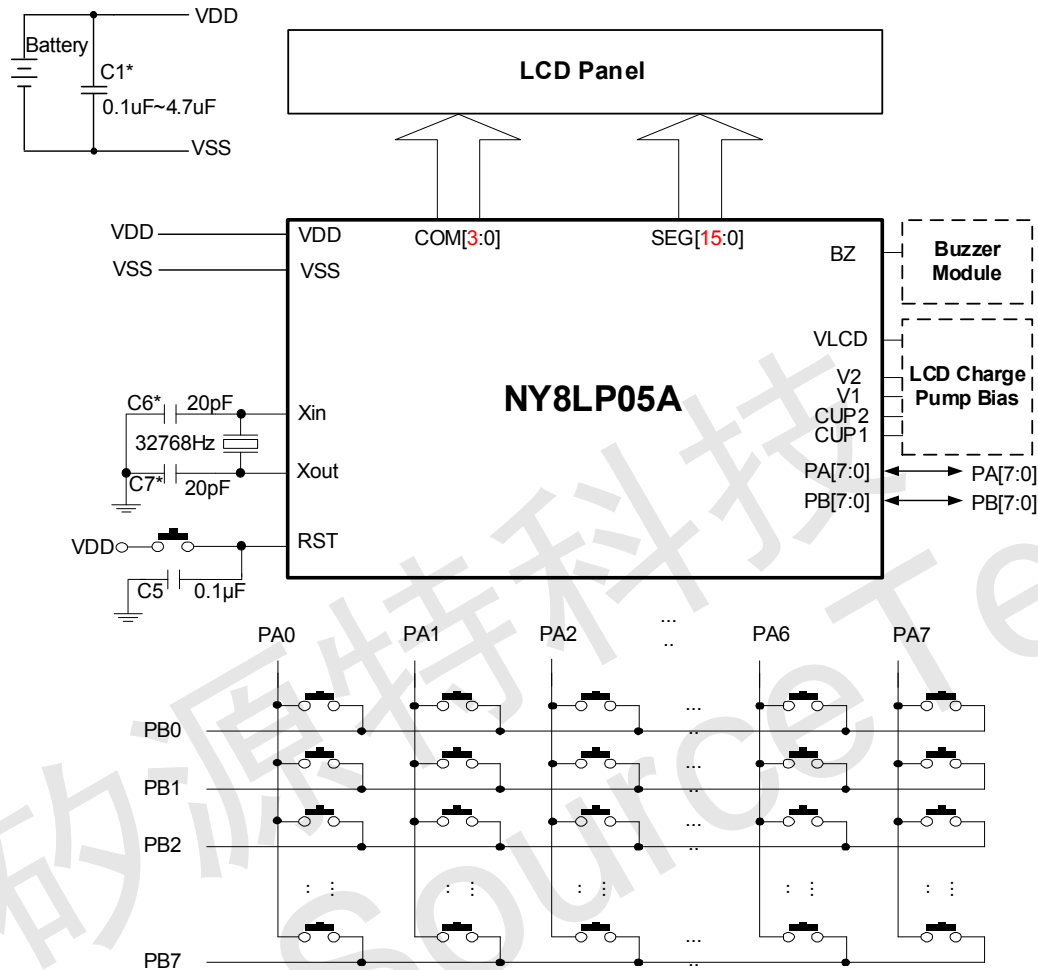 VDD
Battery
C1*
0.1uF~4.7uF
VSS
LCD Panel
VDD
VSS
VDD
VSS
COM[3:0]
SEG[15:0]
BZ
Buzzer
Module
VLCD
V2
V1
CUP2
CUP1
LCD Charge
Pump Bias
NY8LP05A
C6*
20pF
32768Hz
C7*
20pF
Xin
Xout
PA[7:0]
PA[7:0]
PB[7:0]
PB[7:0]
VDD
RST
C5
0.1µF
PA0
PA1
PA2
...
..
PA6
PA7
PB0
...
..
PB1
...
..
PB2
...
..
: ⋮
: ⋮
: ⋮
: ⋮
: ⋮
PB7
...
..
矽源特科技
SourceTe